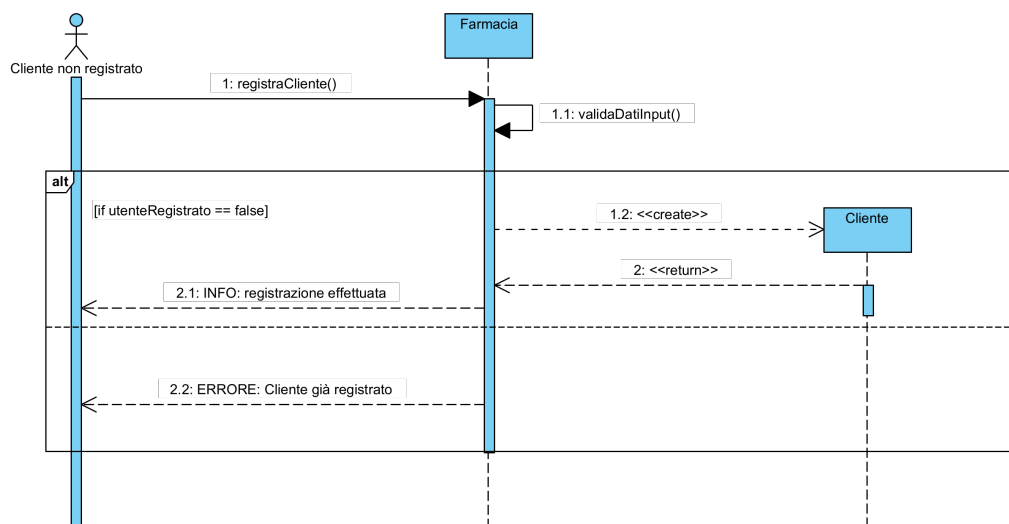 Farmacia
Cliente non registrato
1: registraCliente()
1.1: validaDatiInput()
alt
[if utenteRegistrato == false]
1.2: <<create>>
Cliente
2: <<return>>
2.1: INFO: registrazione effettuata
2.2: ERRORE: Cliente già registrato